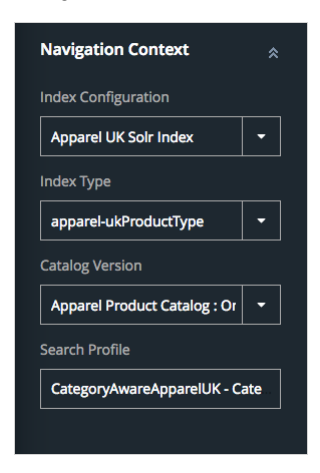 Navigation Context
Index Configuration
Apparel UK Solr Index
Index Type
apparel-ukProductType
Catalog Version
Apparel Product Catalog : Or
Search Profile
CategoryAwareApparelUK - Cate